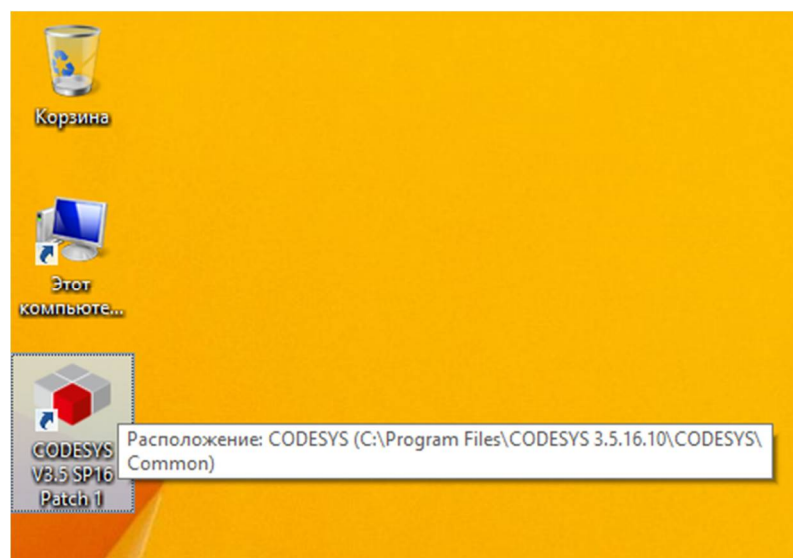 Корзина
Этот
компьюте...
CODESYS
V3.5 SP16
Patch 1
Расположение: CODESYS (C:\Program Files\CODESYS 3.5.16.10\CODESYS\
Common)